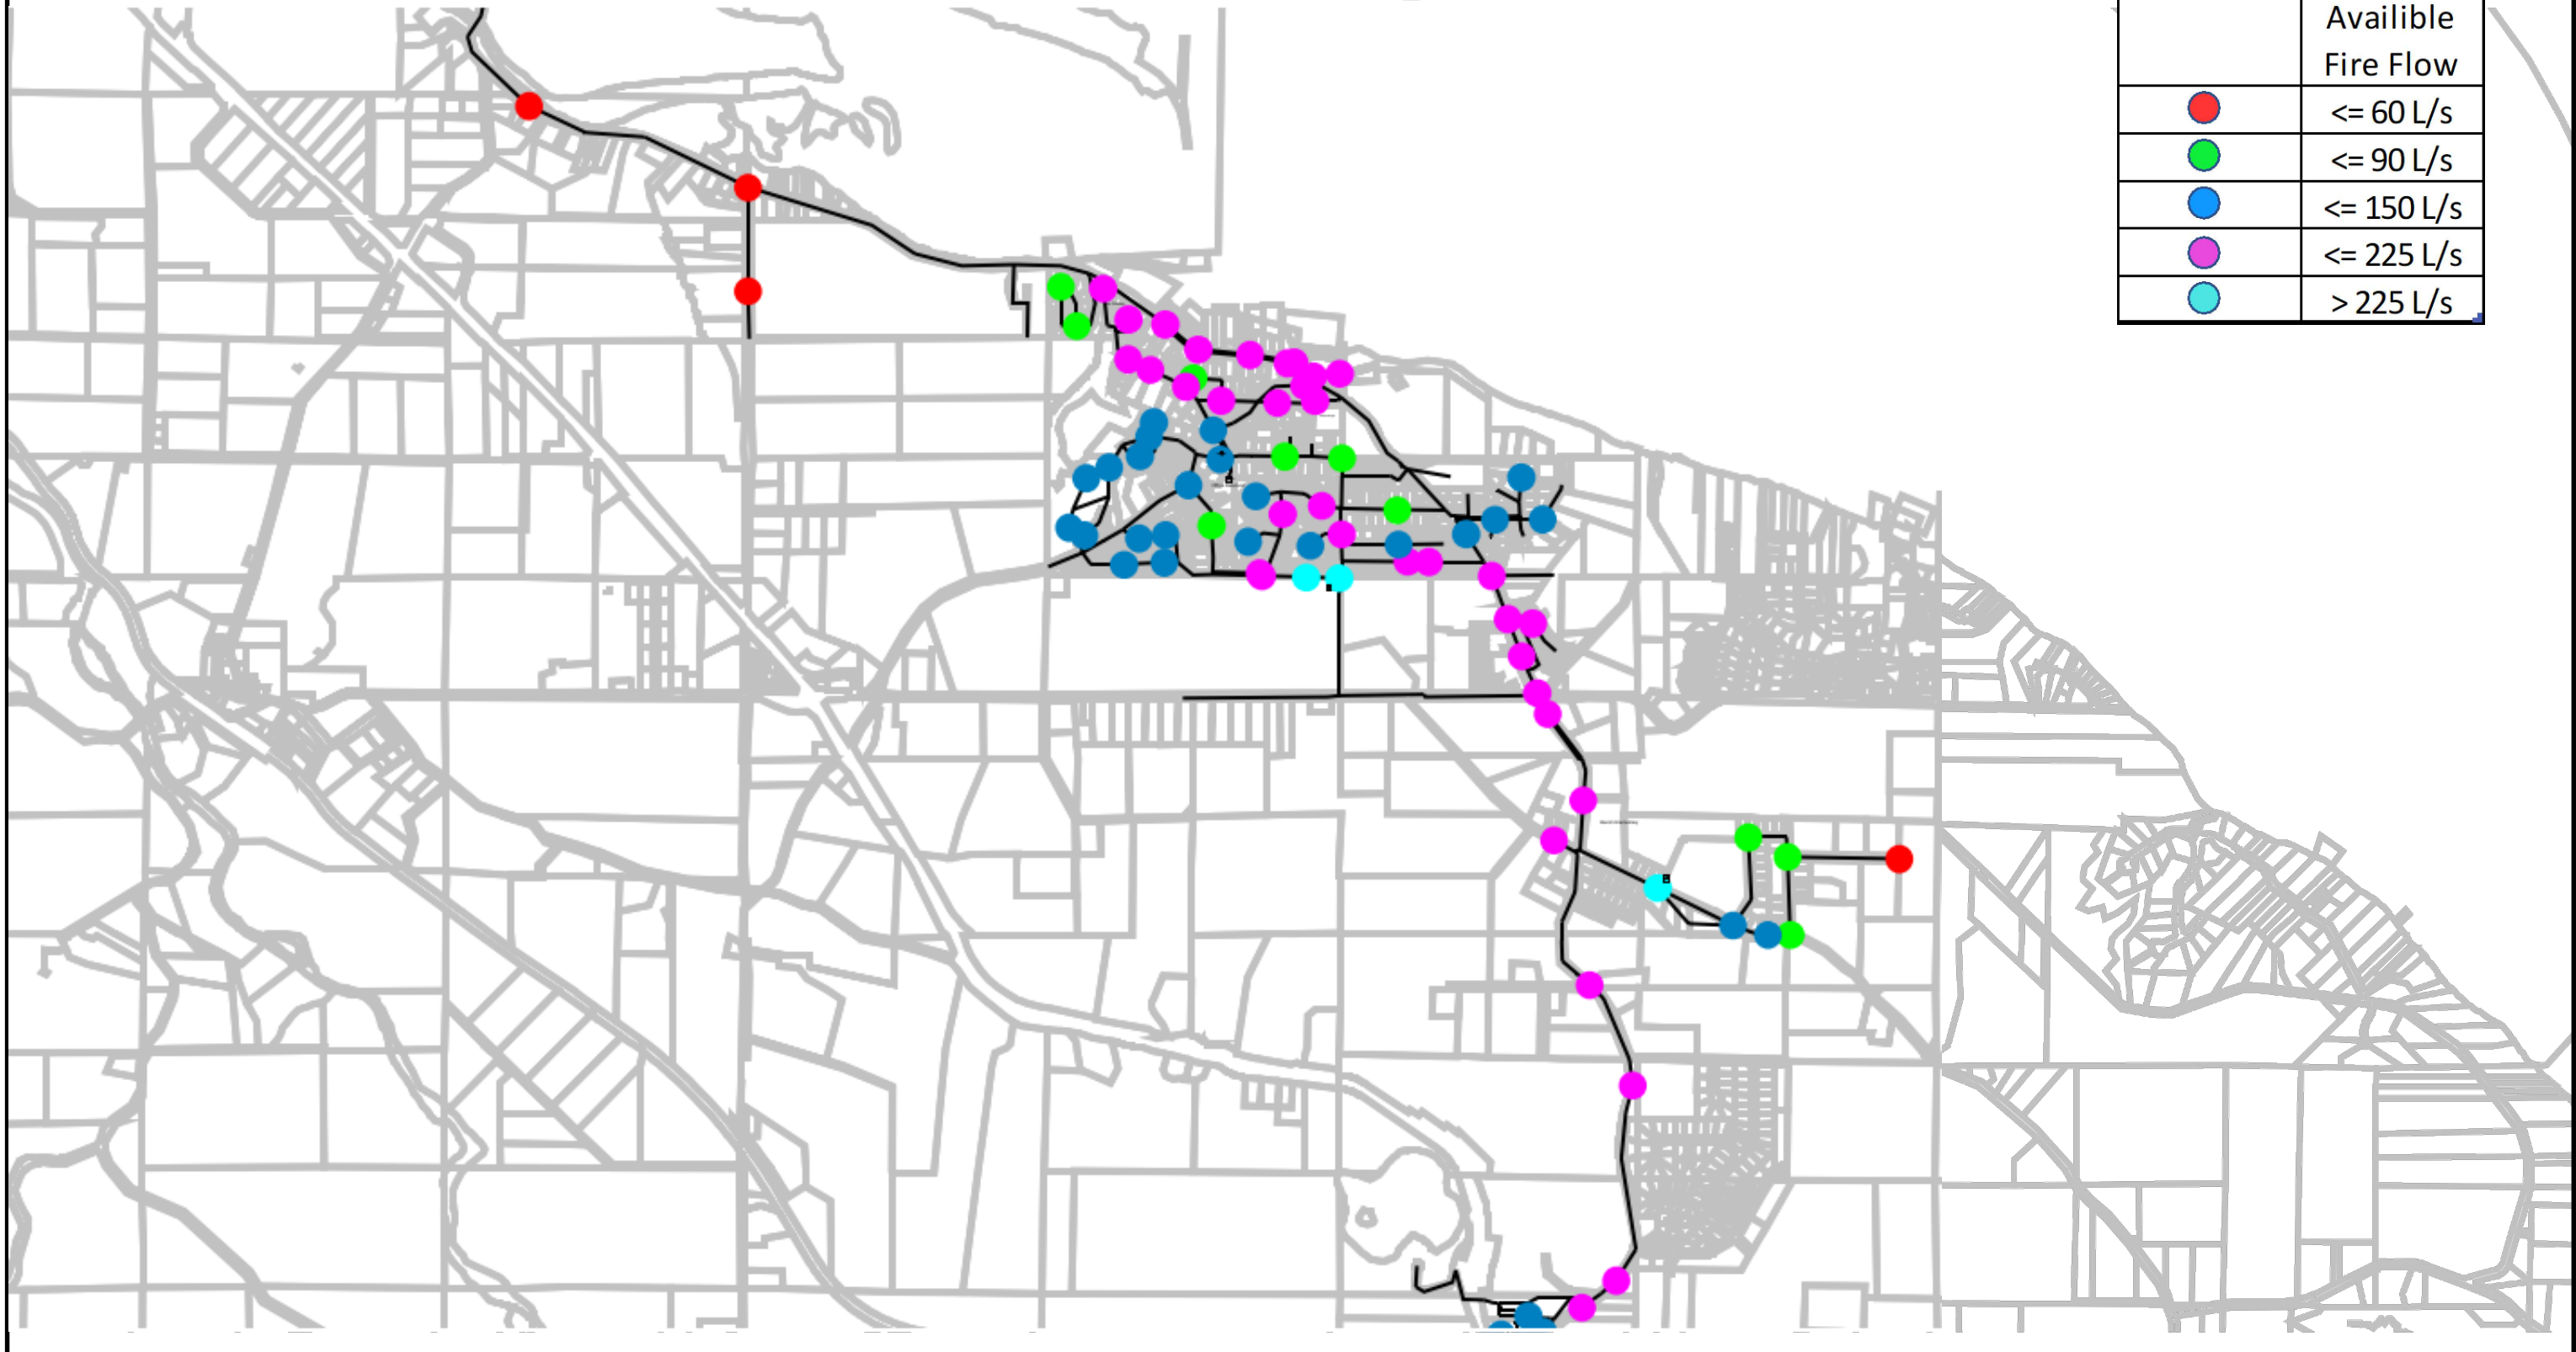 Availible
Fire Flow
<= 60 L/s
<= 90 L/s
<= 150 L/s
<= 225 L/s
> 225 L/s